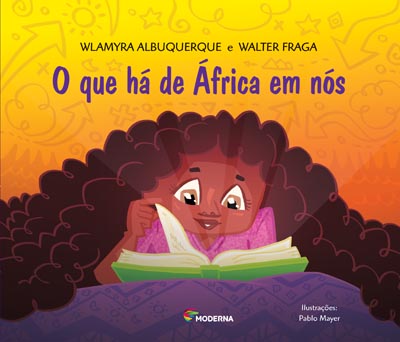 WLAMYRA ALBUQUERQUE e WALTER FRAGA
O que há de África em nós
MODERNA
Ilustrações:
Pablo Mayer